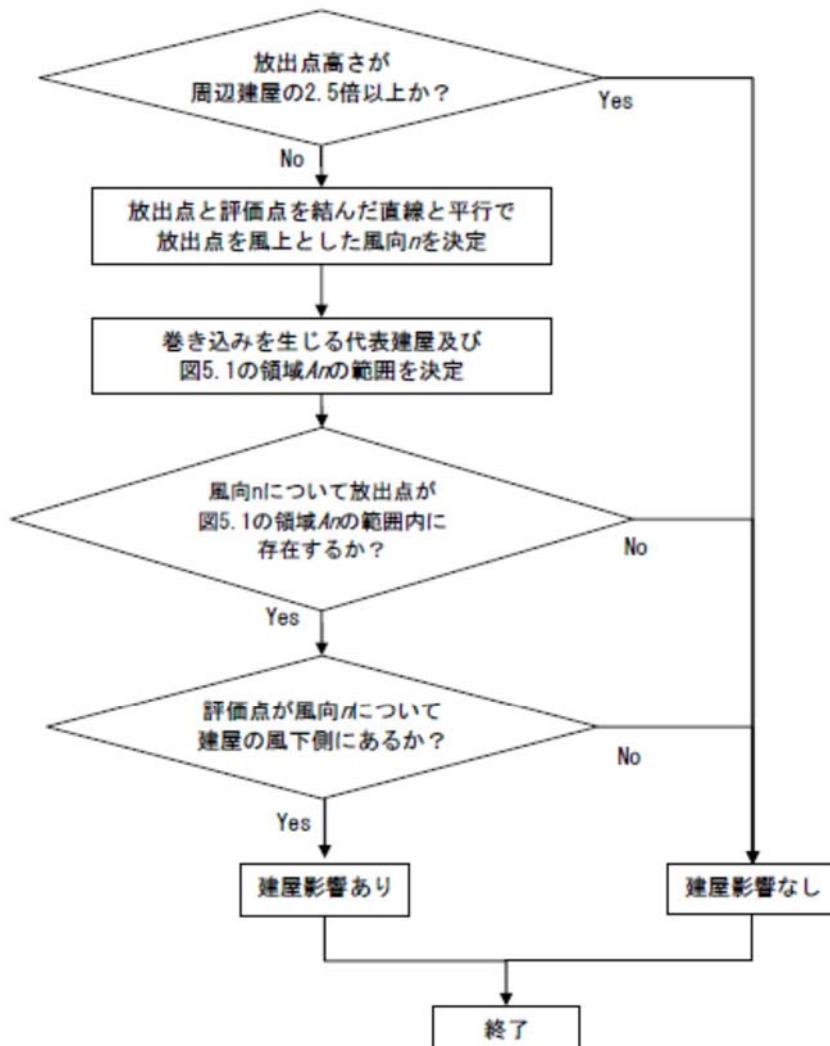 放出点高さが
周辺建屋の2.5倍以上か？
Yes
No
放出点と評価点を結んだ直線と平行で
放出点を風上とした風向nを決定
巻き込みを生じる代表建屋及び
図5.1の領域Anの範囲を決定
風向nについて放出点が
図5.1の領域Anの範囲内に
存在するか？
No
Yes
評価点が風向nについて
建屋の風下側にあるか？
No
Yes
建屋影響あり
建屋影響なし
終了